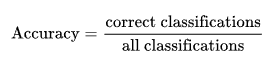 Accuracy = correct classifications / all classifications